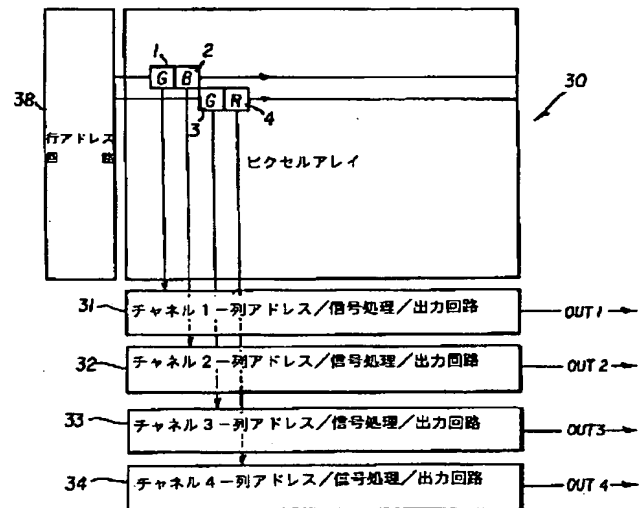 1 2
G B
38
30
G R
3 4
行アドレス
回路
ピクセルアレイ
31 チャネル1ー列アドレス/信号処理/出力回路 OUT 1
32 チャネル2ー列アドレス/信号処理/出力回路 OUT 2
33 チャネル3ー列アドレス/信号処理/出力回路 OUT 3
34 チャネル4ー列アドレス/信号処理/出力回路 OUT 4